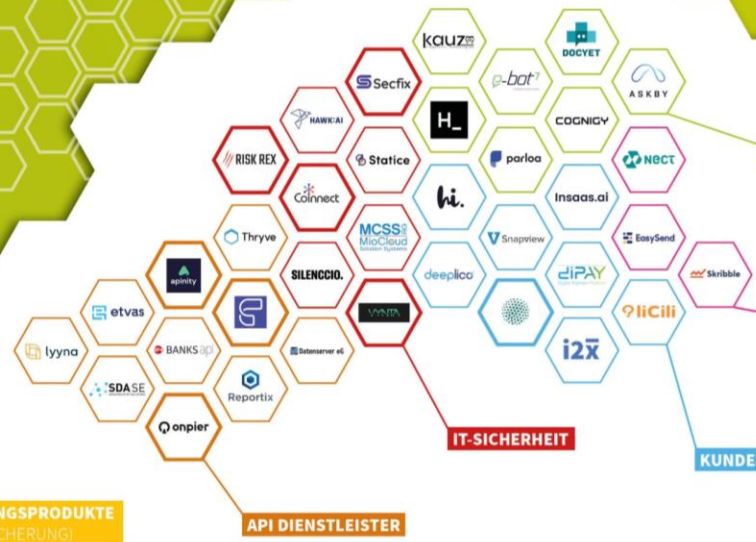 kauz
DOCYET
Secfix
e-bot7
ASKBY
HAWK:AI
H_
COGNIGY
RISK REX
Statice
parloa
nect
Coinnect
hi.
Insaas.ai
Thryve
MCSS
MioCloud
Snapview
EasySend
apinity
SILENCCIO.
deeplico
diPAY
Skribble
etvas
VYNTA
liCili
lyyna
BANKSapi
Datenserver eG
i2x
SDA SE
Reportix
onpier
IT-SICHERHEIT
KUNDE
NGSPRODUKTE
CHERUNG)
API DIENSTLEISTER